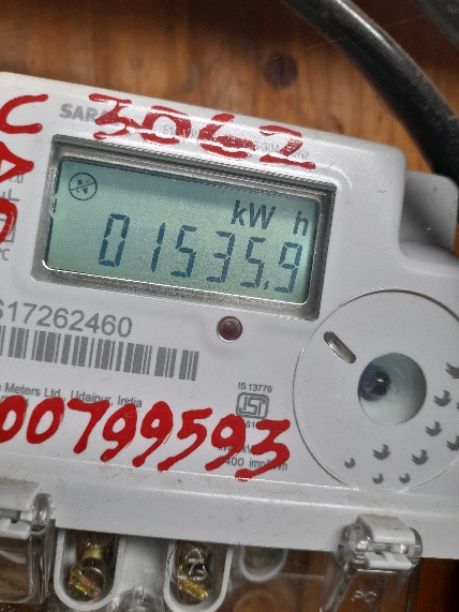 C 3062
SAR
N
kW h
01535.9
S17262460
IS 13779
Meters Ltd., Udaipur, India
00799593